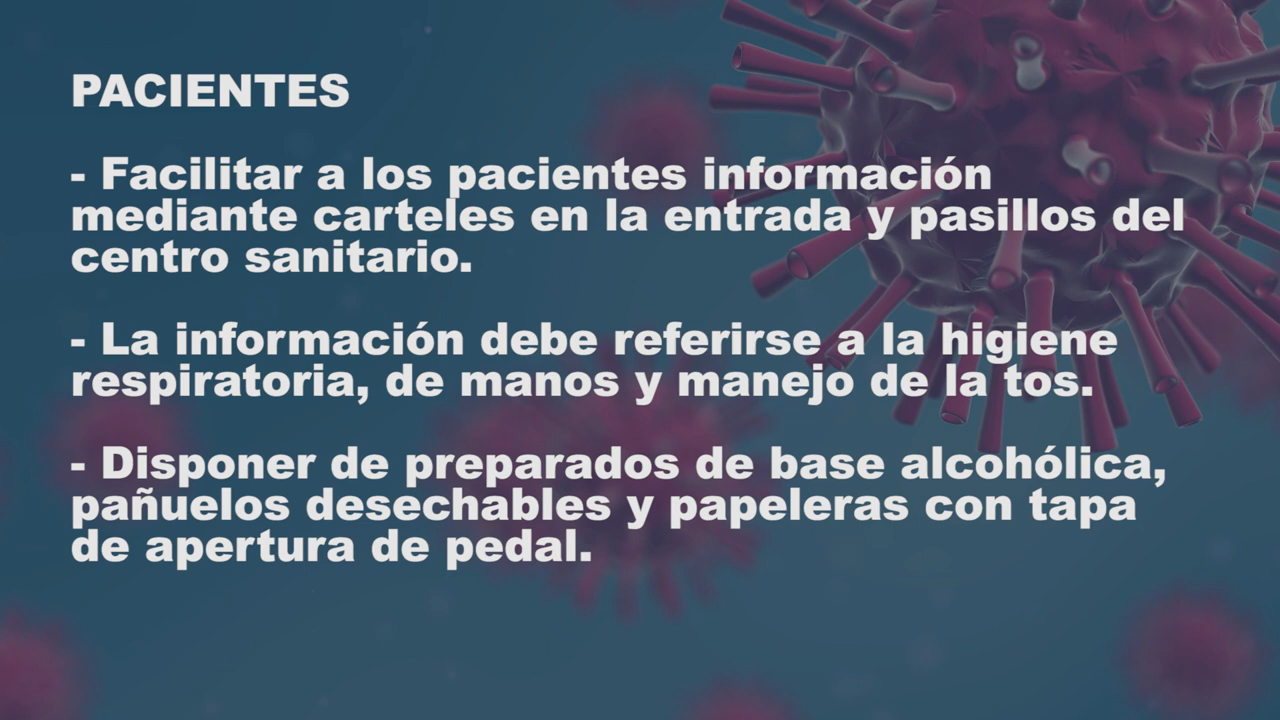 PACIENTES
- Facilitar a los pacientes información
mediante carteles en la entrada y pasillos del
centro sanitario.
- La información debe referirse a la higiene
respiratoria, de manos y manejo de la tos.
- Disponer de preparados de base alcohólica,
pañuelos desechables y papeleras con tapa
de apertura de pedal.